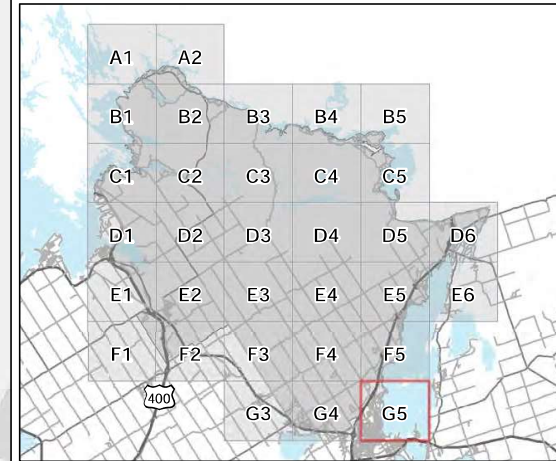 A1 A2
B1 B2 B3 B4 B5
C1 C2 C3 C4 C5
D1 D2 D3 D4 D5 D6
E1 E2 E3 E4 E5 E6
F1 F2 F3 F4 F5
400
G3 G4 G5